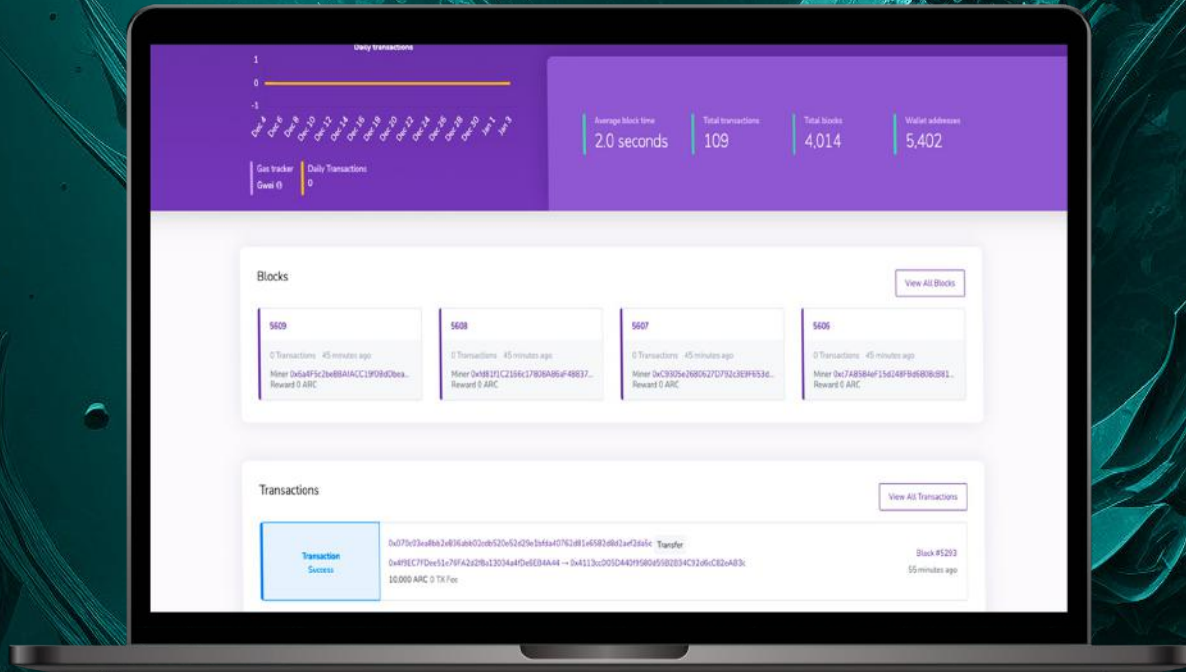 Daily transactions
1
0
-1
Dec 4
Dec 6
Dec 8
Dec 10
Dec 12
Dec 14
Dec 16
Dec 18
Dec 20
Dec 22
Dec 24
Dec 26
Dec 28
Dec 30
Jan 1
Jan 3
Gas tracker
Gwei
Daily Transactions
0
Average block time
2.0 seconds
Total transactions
109
Total blocks
4,014
Wallet addresses
5,402
Blocks
View All Blocks
5609
0 Transactions 45 minutes ago
Miner
Reward 0 ARC
5608
0 Transactions 45 minutes ago
Miner
Reward 0 ARC
5607
0 Transactions 45 minutes ago
Miner
Reward 0 ARC
5606
0 Transactions 45 minutes ago
Miner
Reward 0 ARC
Transactions
View All Transactions
Transaction
Success
Transfer
→
10,000 ARC 0 TX Fee
Block #5293
55 minutes ago